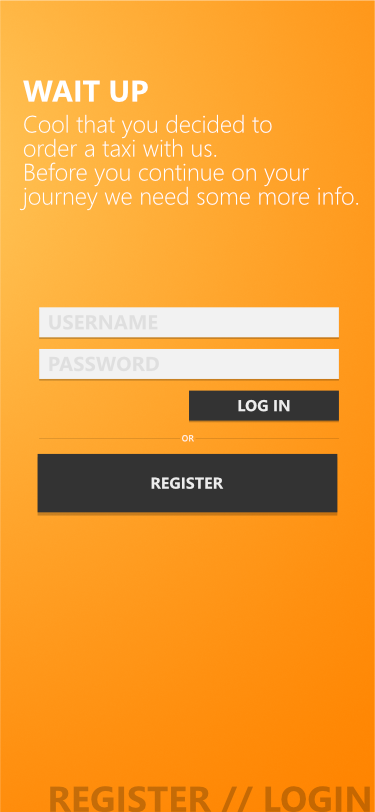 WAIT UP
Cool that you decided to
order a taxi with us.
Before you continue on your
journey we need some more info.
USERNAME
PASSWORD
LOG IN
OR
REGISTER
REGISTER // LOGIN